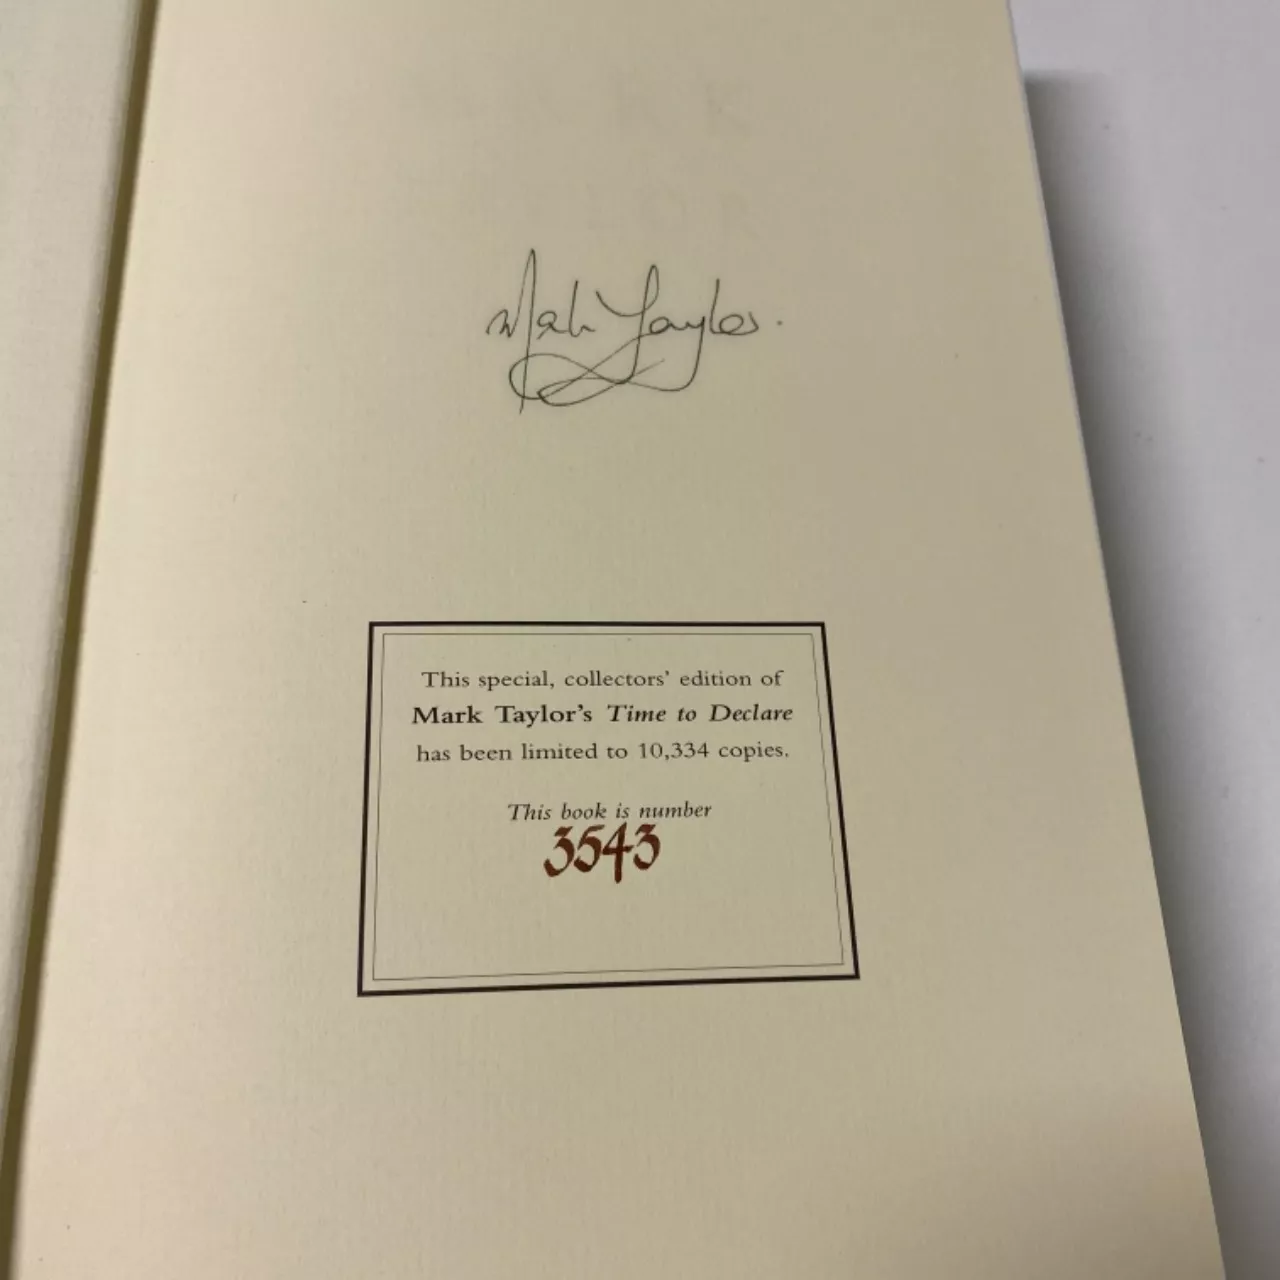 Mark Taylor.
This special, collectors' edition of
Mark Taylor's Time to Declare
has been limited to 10,334 copies.
This book is number
3543